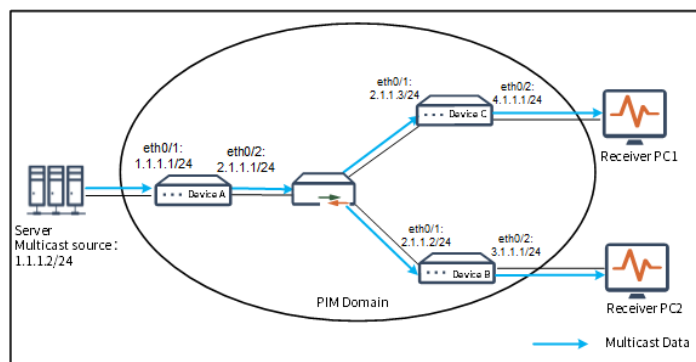 eth0/1:
2.1.1.3/24
eth0/2:
4.1.1.1/24
Device C
Receiver PC1
eth0/1:
1.1.1.1/24
eth0/2:
2.1.1.1/24
Device A
Server
Multicast source：
1.1.1.2/24
eth0/1:
2.1.1.2/24
eth0/2:
3.1.1.1/24
Device B
PIM Domain
Receiver PC2
Multicast Data